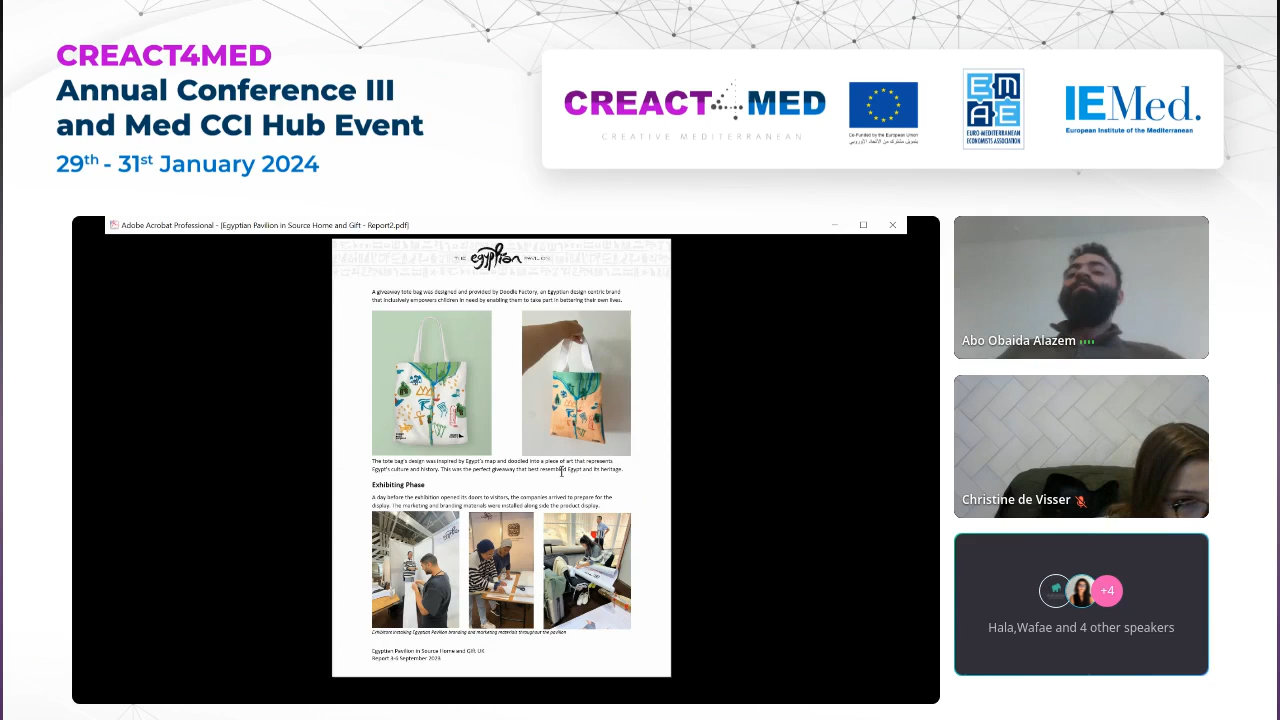 CREACT4MED
Annual Conference III
and Med CCI Hub Event
29th - 31st January 2024
CREACT4MED
CREATIVE MEDITERRANEAN
Co-Funded by the European Union
بتمويل مشترك من الاتحاد الأوروبي
EMEA
EURO-MEDITERRANEAN
ECONOMISTS ASSOCIATION
IEMed.
European Institute of the Mediterranean
Adobe Acrobat Professional - [Egyptian Pavilion in Source Home and Gift - Report2.pdf]
THE egyptian PAVILION
A giveaway tote bag was designed and provided by Doodle Factory, an Egyptian design centric brand
that inclusively empowers children in need by enabling them to take part in bettering their own lives.
The tote bag's design was inspired by Egypt's map and doodled into a piece of art that represents
Egypt's culture and history. This was the perfect giveaway that best resembled Egypt and its heritage.
Exhibiting Phase
A day before the exhibition opened its doors to visitors, the companies arrived to prepare for the
display. The marketing and branding materials were installed along side the product display.
Exhibitors installing Egyptian Pavilion branding and marketing materials throughout the pavilion
Egyptian Pavilion in Source Home and Gift UK
Report 3-6 September 2023
Abo Obaida Alazem
Christine de Visser
+4
Hala,Wafae and 4 other speakers